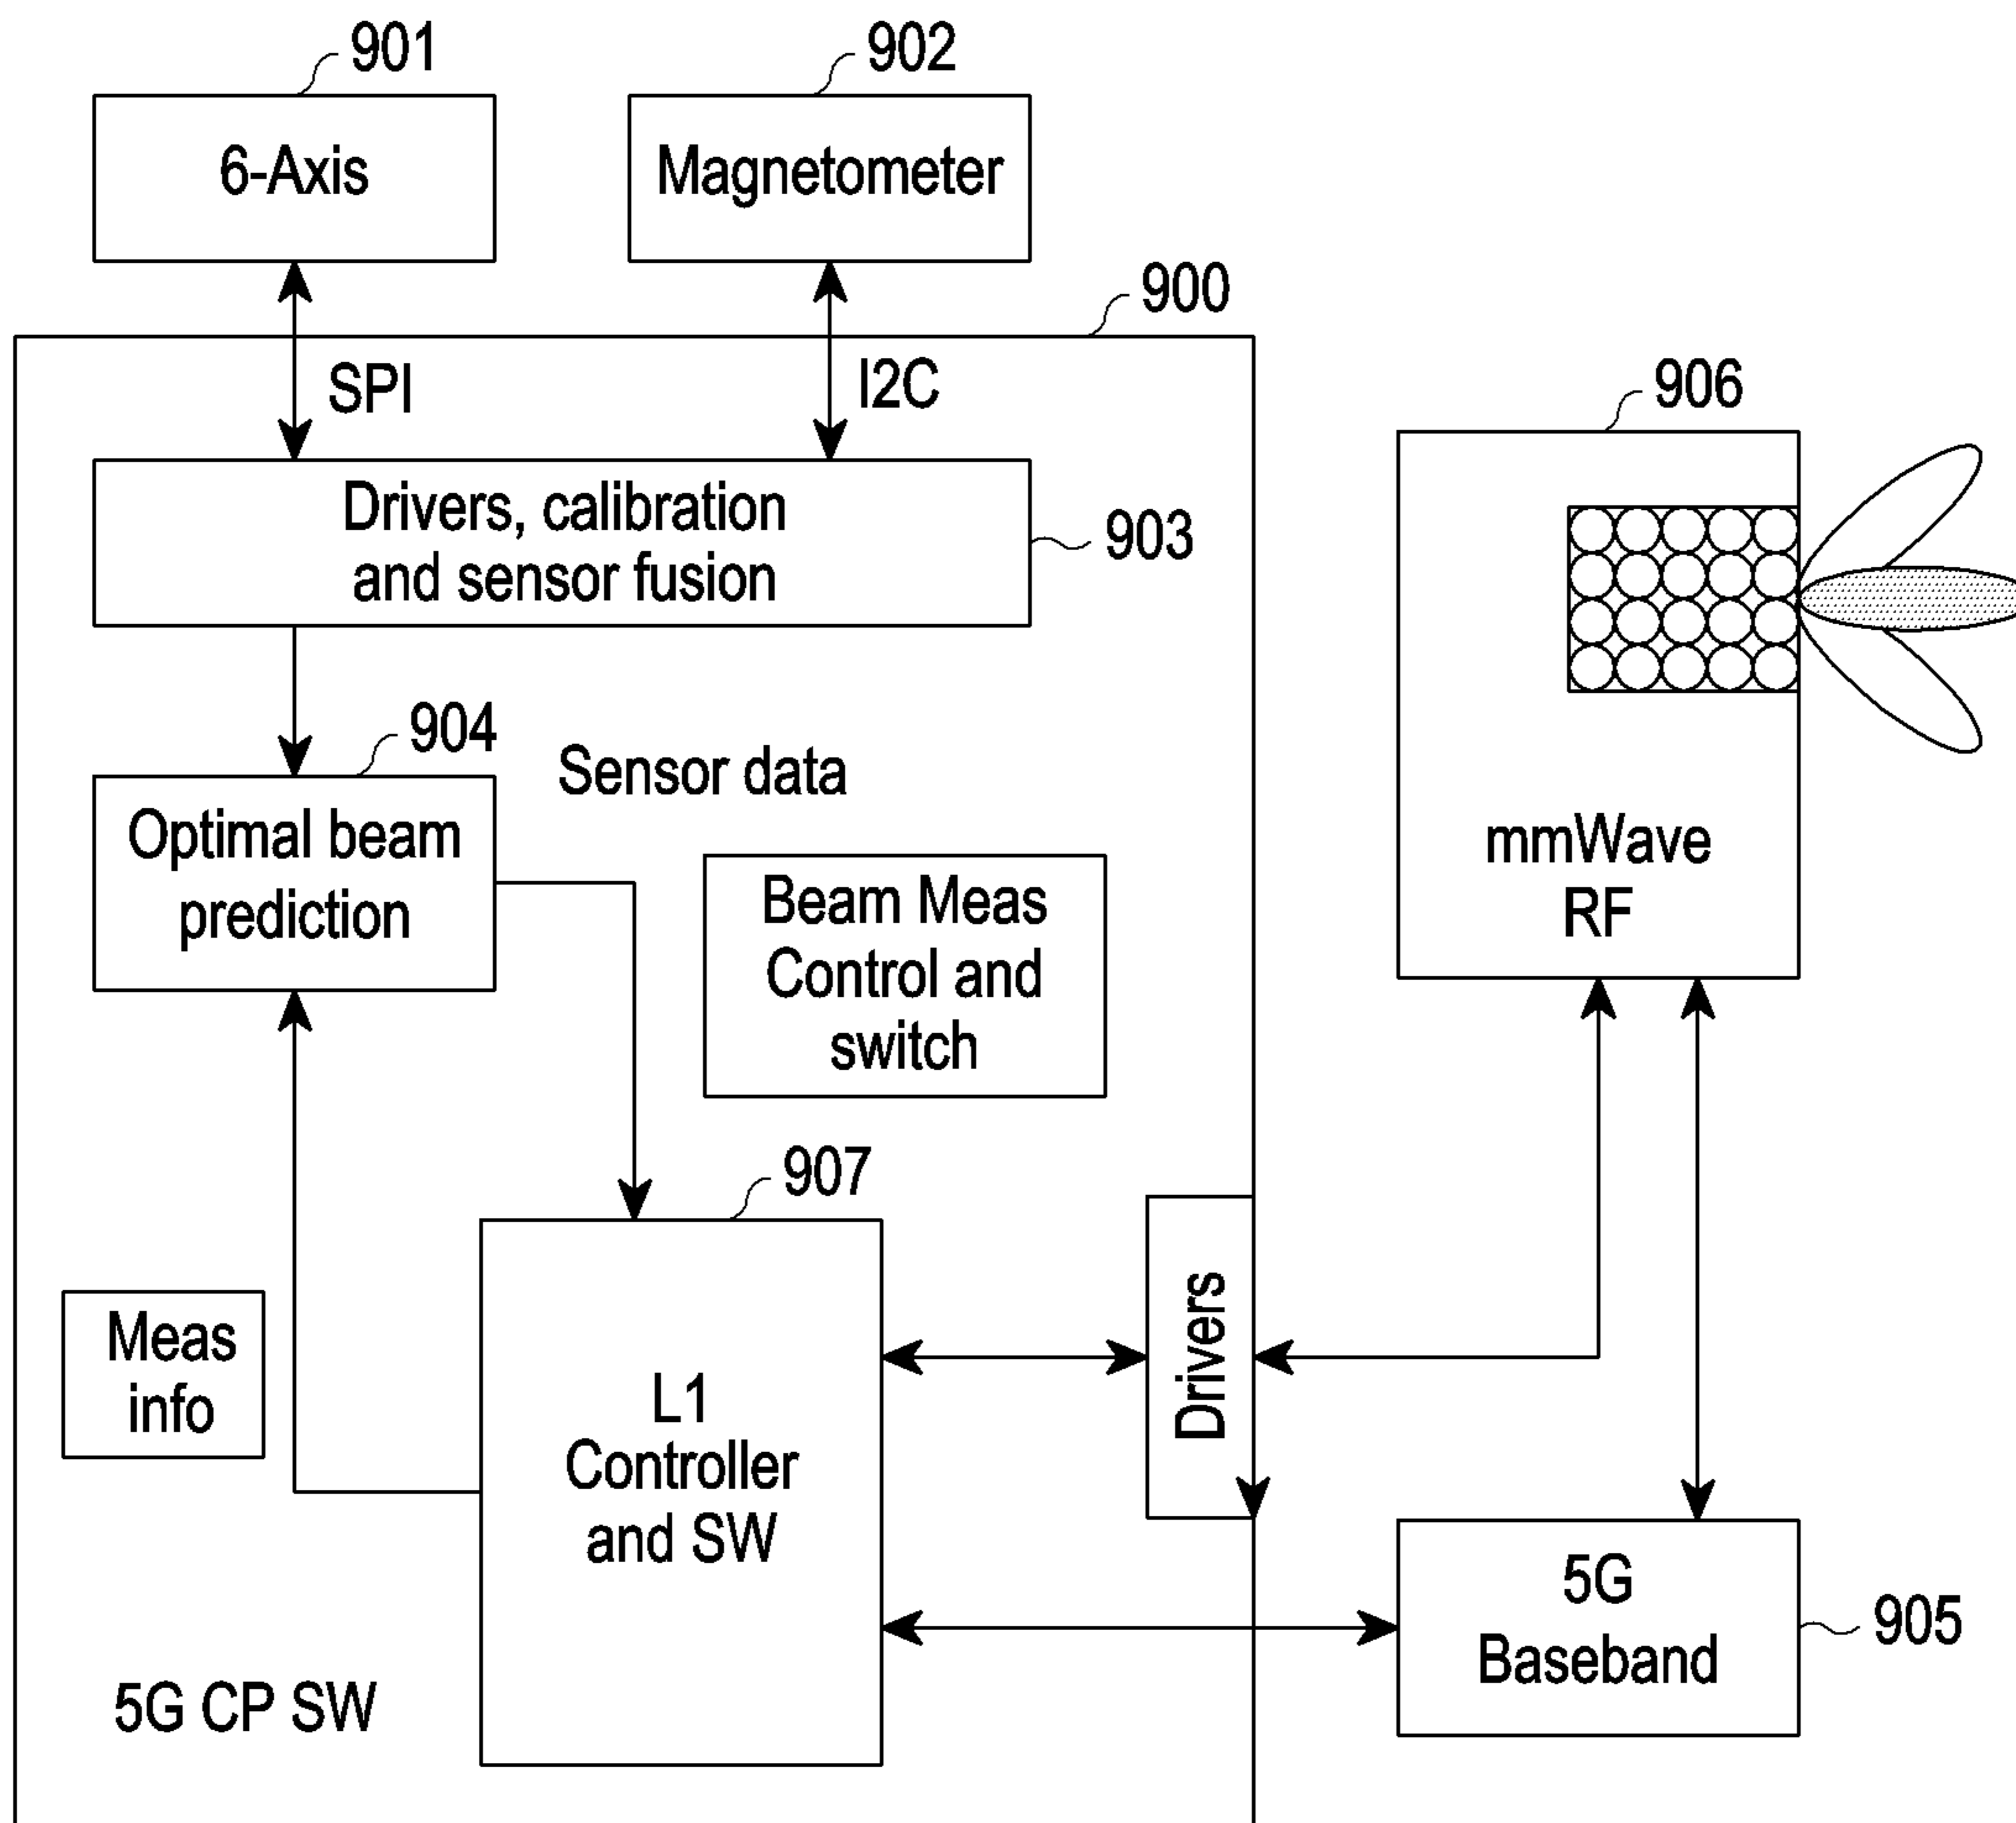 901
902
6-Axis
Magnetometer
900
SPI
I2C
906
Drivers, calibration
and sensor fusion
903
904
Sensor data
Optimal beam
prediction
mmWave
RF
Beam Meas
Control and
switch
907
Drivers
Meas
info
L1
Controller
and SW
5G
Baseband
905
5G CP SW